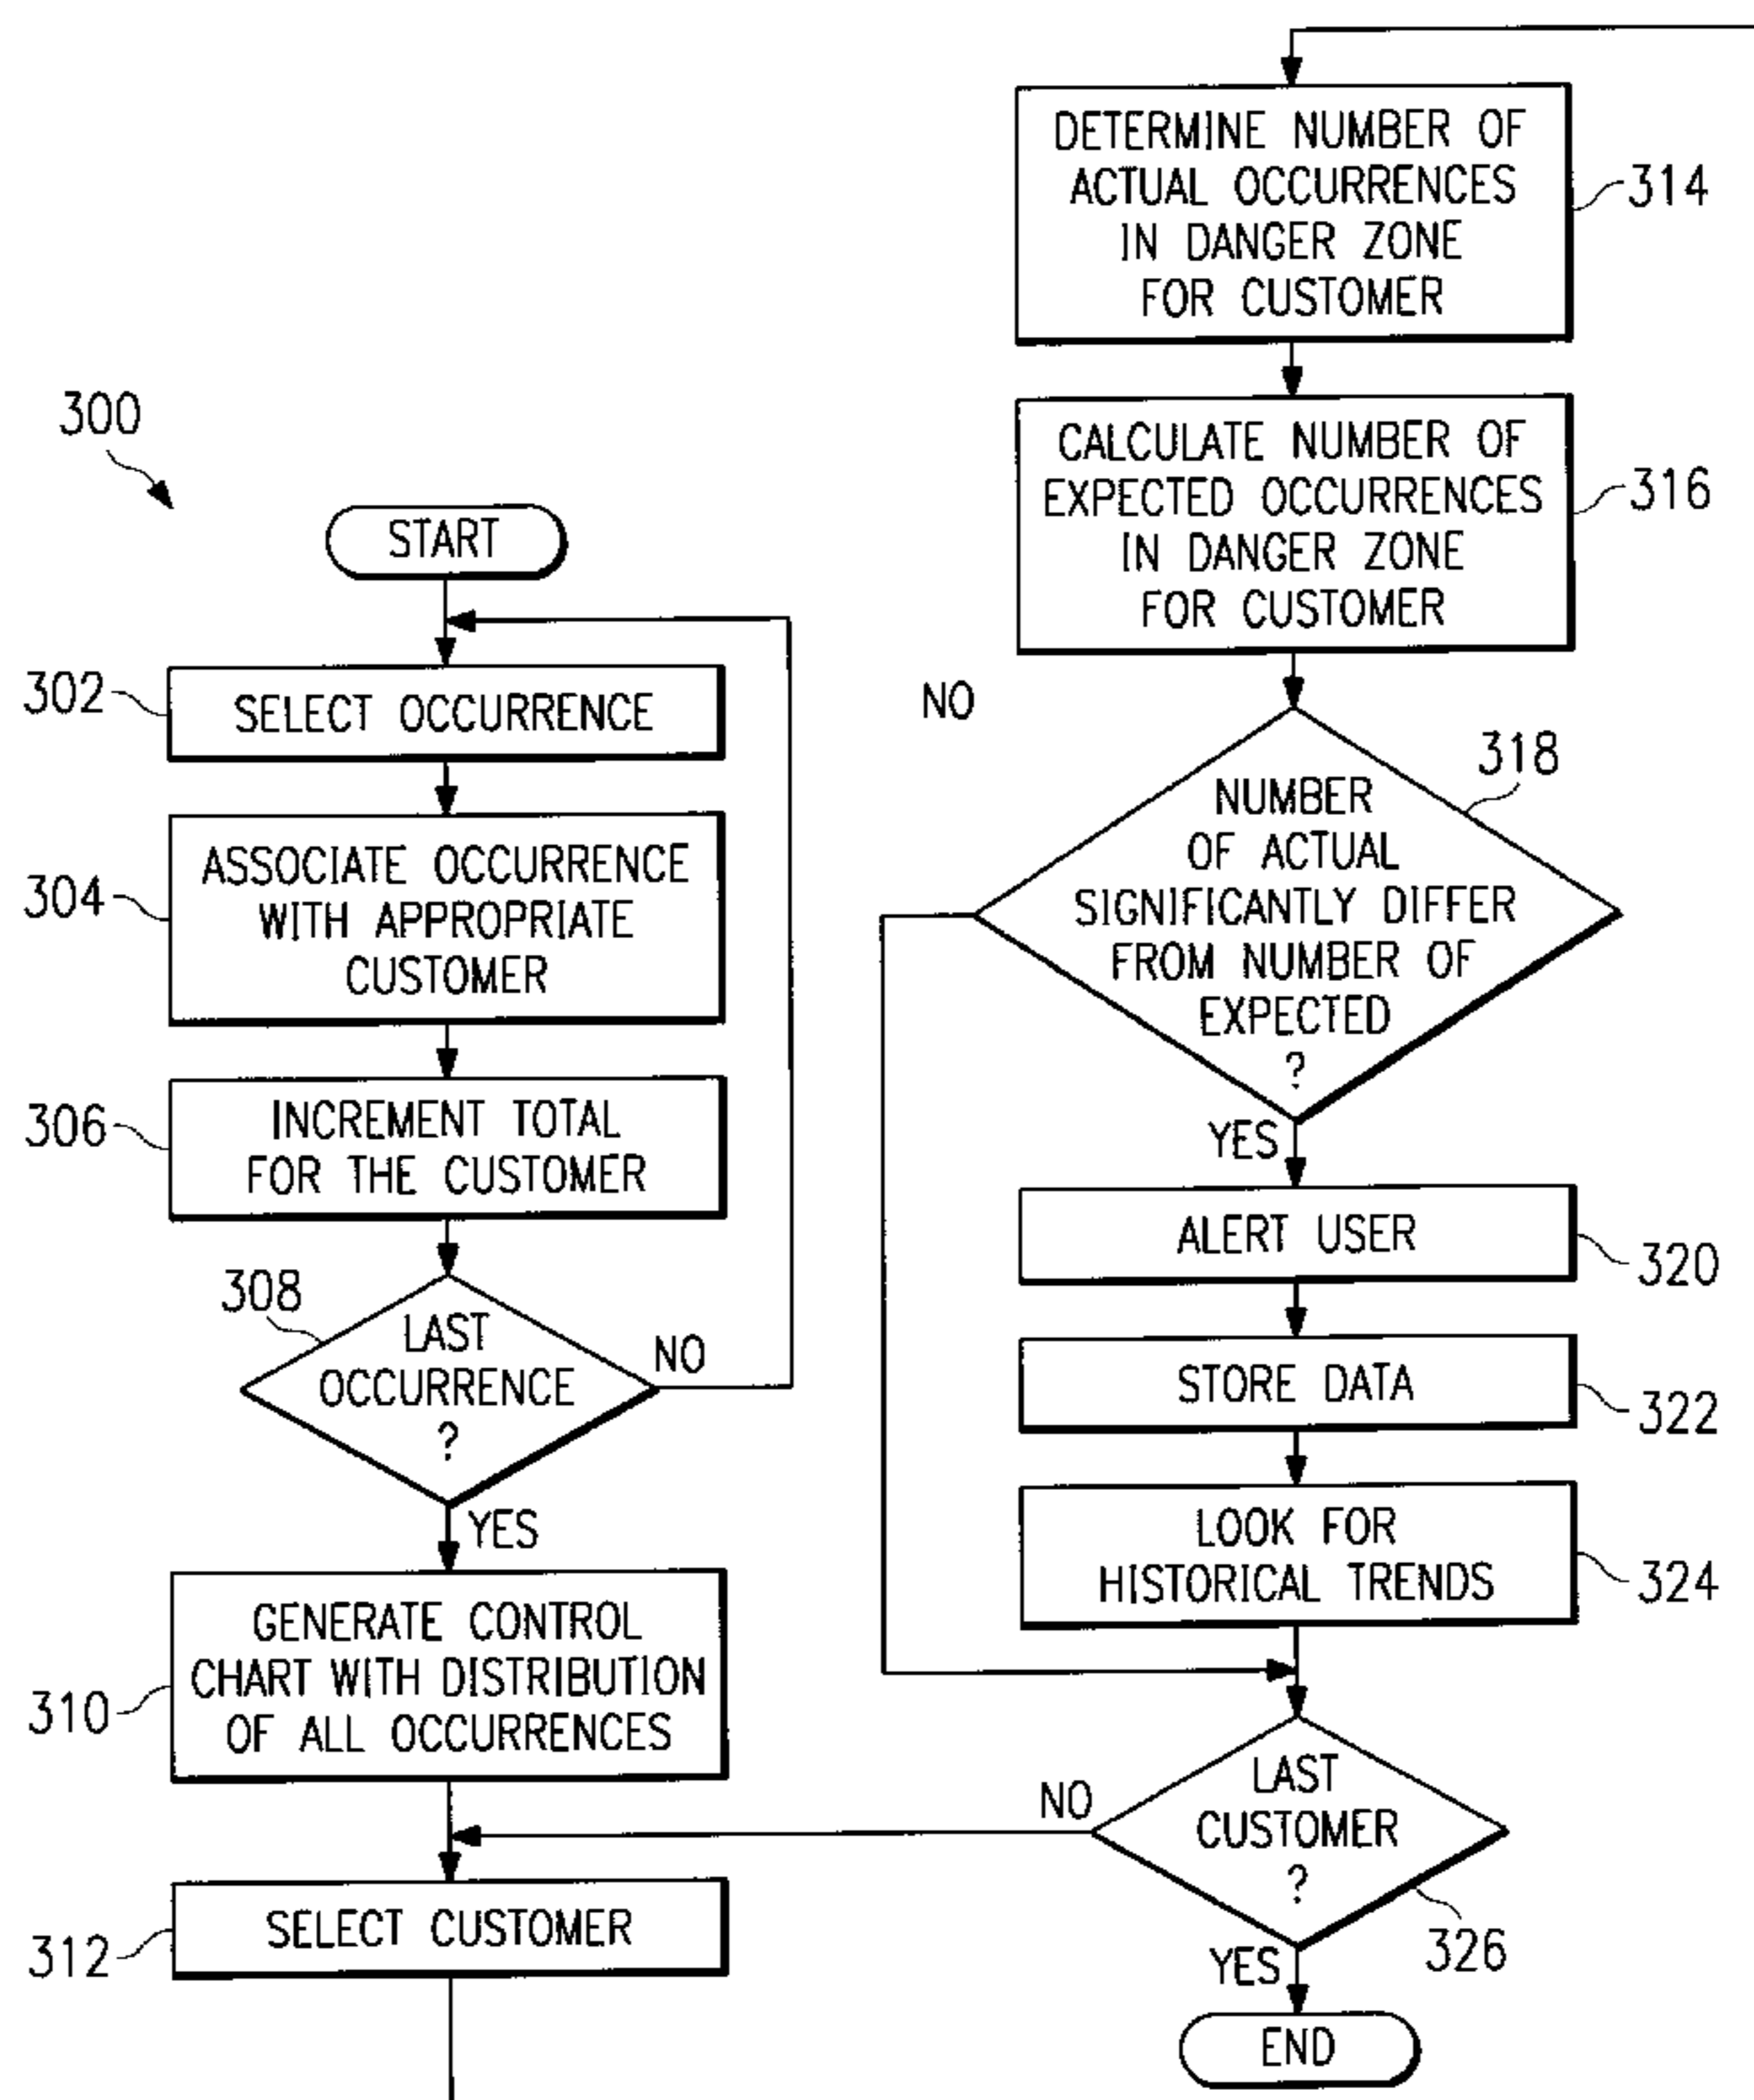 300
START
302
SELECT OCCURRENCE
304
ASSOCIATE OCCURRENCE
WITH APPROPRIATE
CUSTOMER
306
INCREMENT TOTAL
FOR THE CUSTOMER
308
LAST
OCCURRENCE
?
NO
YES
310
GENERATE CONTROL
CHART WITH DISTRIBUTION
OF ALL OCCURRENCES
312
SELECT CUSTOMER
DETERMINE NUMBER OF
ACTUAL OCCURRENCES
IN DANGER ZONE
FOR CUSTOMER
314
CALCULATE NUMBER OF
EXPECTED OCCURRENCES
IN DANGER ZONE
FOR CUSTOMER
316
NO
318
NUMBER
OF ACTUAL
SIGNIFICANTLY DIFFER
FROM NUMBER OF
EXPECTED
?
YES
ALERT USER
320
STORE DATA
322
LOOK FOR
HISTORICAL TRENDS
324
NO
LAST
CUSTOMER
?
326
YES
END